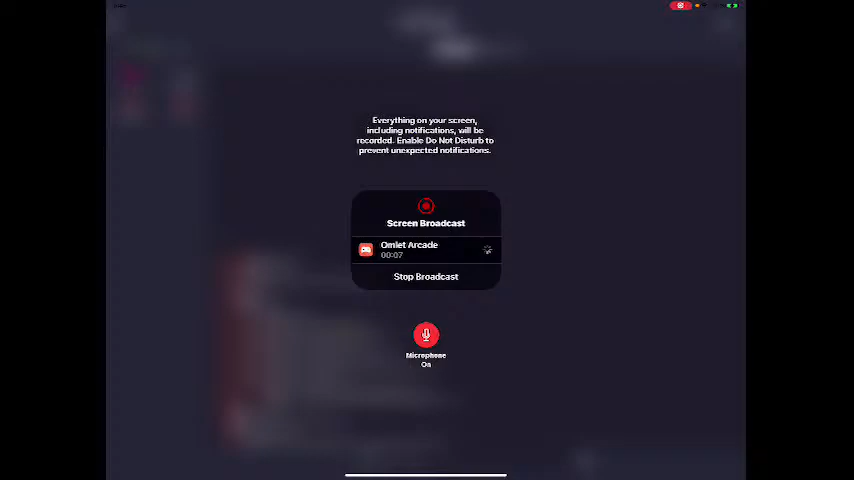 Everything on your screen,
including notifications, will be
recorded. Enable Do Not Disturb to
prevent unexpected notifications.
Screen Broadcast
Omlet Arcade
00:07
Stop Broadcast
Microphone
On